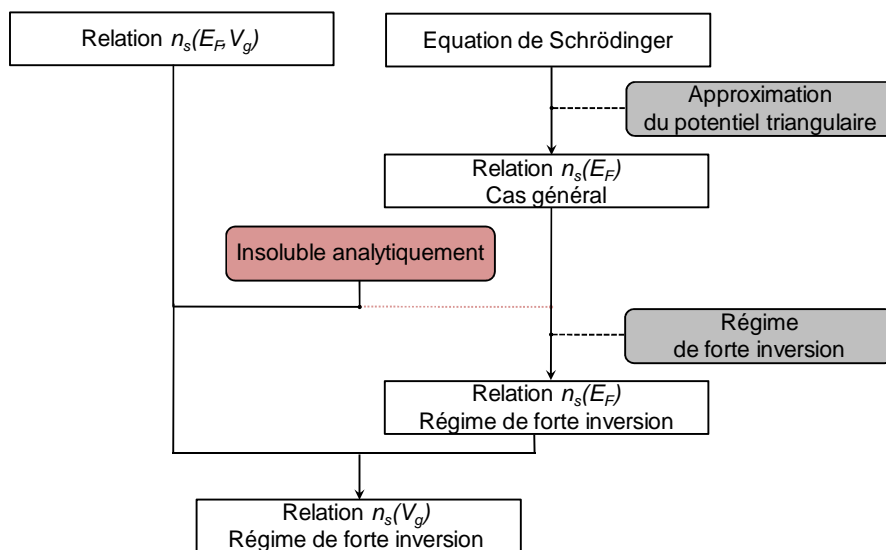 Relation n_s(E_F,V_g)
Equation de Schrödinger
Approximation
du potentiel triangulaire
Relation n_s(E_F)
Cas général
Insoluble analytiquement
Régime
de forte inversion
Relation n_s(E_F)
Régime de forte inversion
Relation n_s(V_g)
Régime de forte inversion